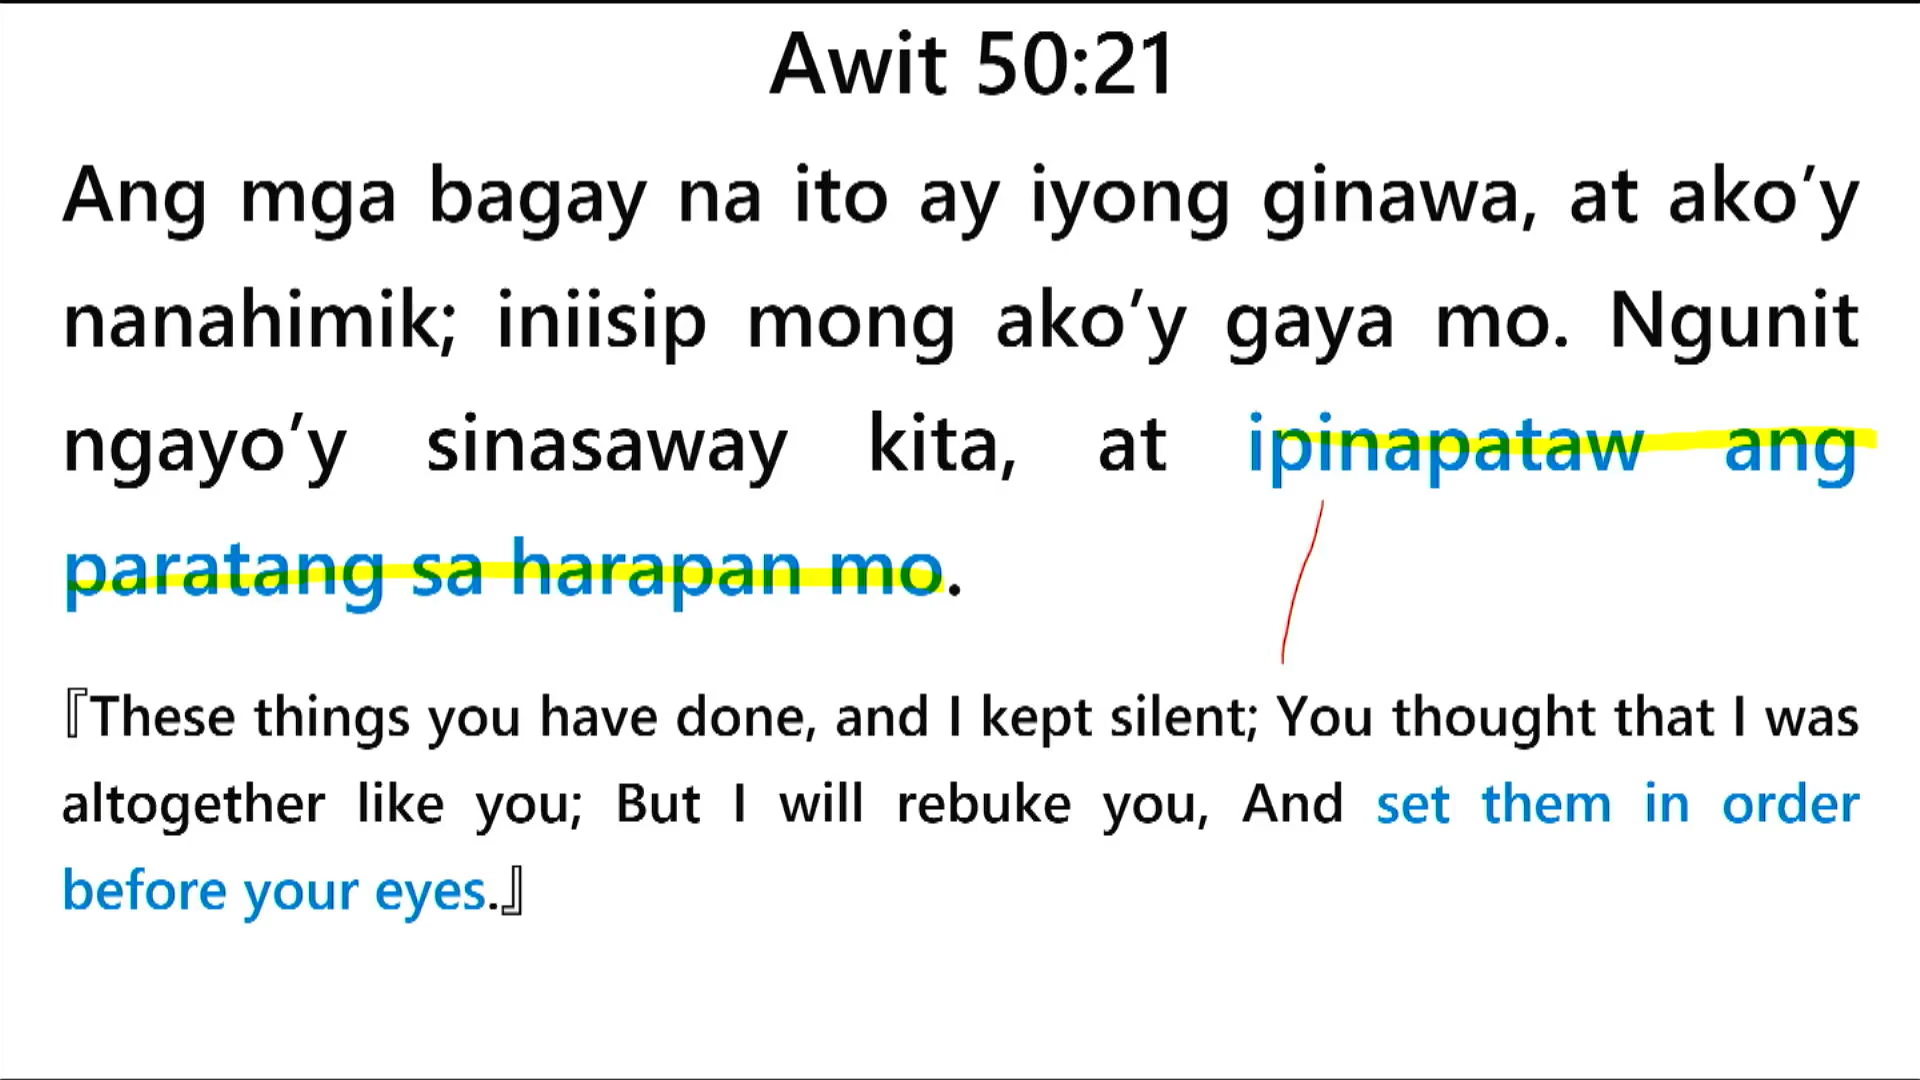 Awit 50:21
Ang mga bagay na ito ay iyong ginawa, at ako’y
nanahimik; iniisip mong ako’y gaya mo. Ngunit
ngayo’y sinasaway kita, at ipinapataw ang
paratang sa harapan mo.
『These things you have done, and I kept silent; You thought that I was
altogether like you; But I will rebuke you, And set them in order
before your eyes.』